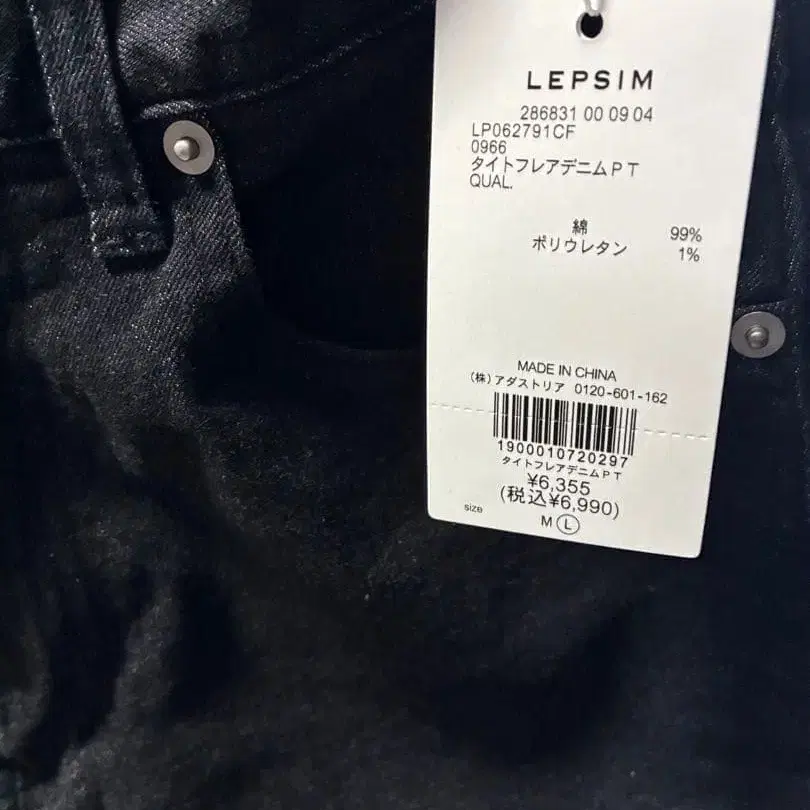 LEPSIM
286831 00 09 04
LP062791CF
0966
タイトフレアデニムPT
QUAL.
綿 99%
ポリウレタン 1%
MADE IN CHINA
(株)アダストリア 0120-601-162
1900010720297
タイトフレアデニムPT
¥6,355
(税込¥6,990)
size M L